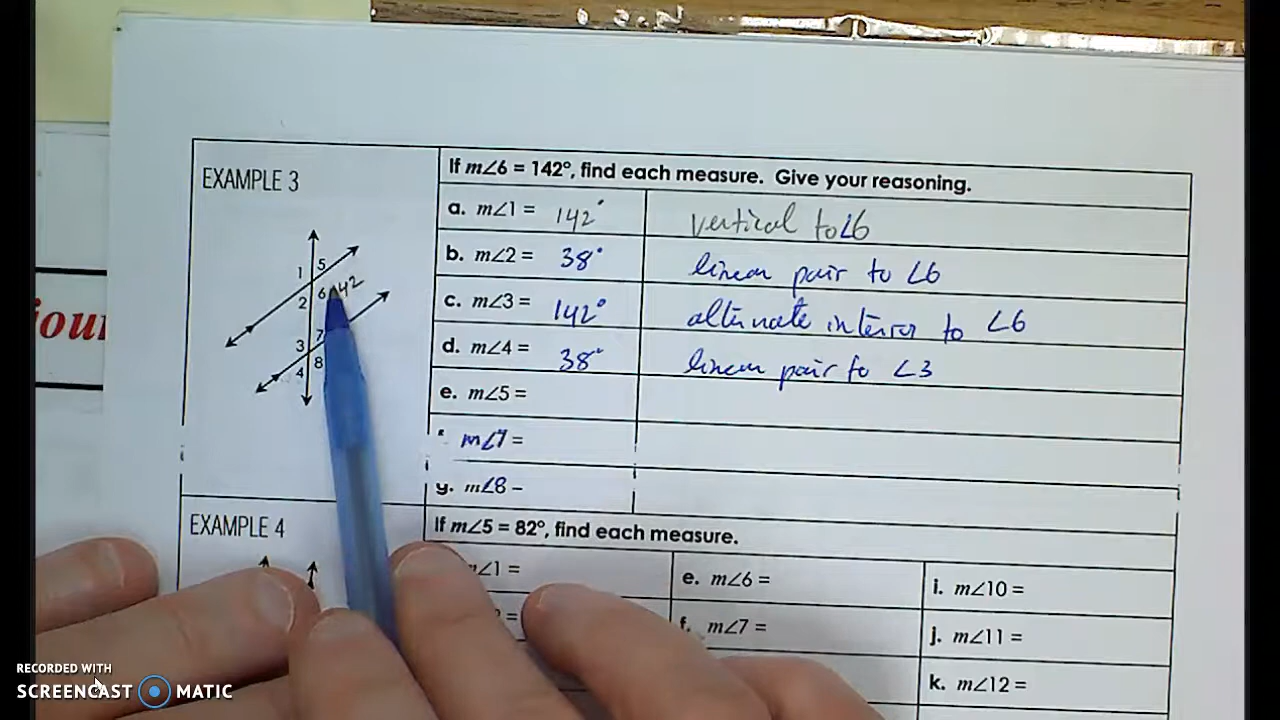 EXAMPLE 3
If m∠6 = 142°, find each measure. Give your reasoning.
a. m∠1 = 142° vertical to ∠6
b. m∠2 = 38° linear pair to ∠6
c. m∠3 = 142° alternate interior to ∠6
d. m∠4 = 38° linear pair to ∠3
e. m∠5 =
m∠7 =
y. m∠8 –
1 5
2 6 142
3 7
4 8
EXAMPLE 4
If m∠5 = 82°, find each measure.
∠1 = e. m∠6 = i. m∠10 =
= f. m∠7 = j. m∠11 =
k. m∠12 =
RECORDED WITH
SCREENCAST MATIC